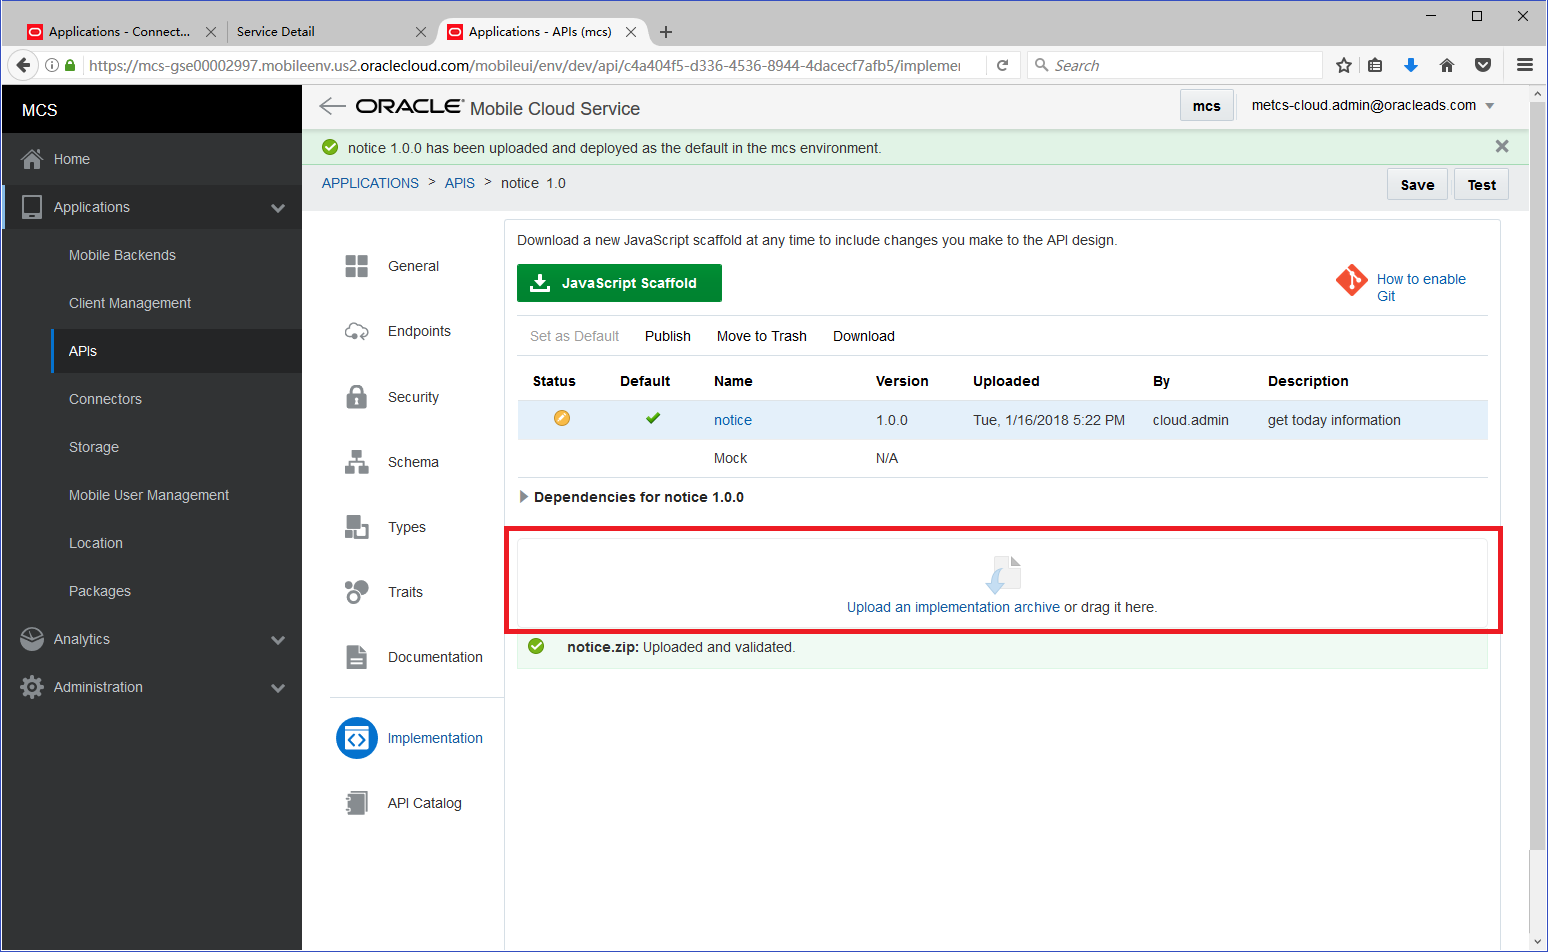 Applications - Connect...
Service Detail
Applications - APIs (mcs)
https://mcs-gse00002997.mobileenv.us2.oraclecloud.com/mobileui/env/dev/api/c4a404f5-d336-4536-8944-4dacecf7afb5/implemen
Search
MCS
ORACLE Mobile Cloud Service
mcs
metcs-cloud.admin@oracleads.com
notice 1.0.0 has been uploaded and deployed as the default in the mcs environment.
APPLICATIONS > APIS > notice 1.0
Save
Test
Home
Applications
Mobile Backends
Client Management
APIs
Connectors
Storage
Mobile User Management
Location
Packages
Analytics
Administration
General
Endpoints
Security
Schema
Types
Traits
Documentation
Implementation
API Catalog
Download a new JavaScript scaffold at any time to include changes you make to the API design.
JavaScript Scaffold
How to enable
Git
Set as Default Publish Move to Trash Download
Status Default Name Version Uploaded By Description
notice 1.0.0 Tue, 1/16/2018 5:22 PM cloud.admin get today information
Mock N/A
Dependencies for notice 1.0.0
Upload an implementation archive or drag it here.
notice.zip: Uploaded and validated.